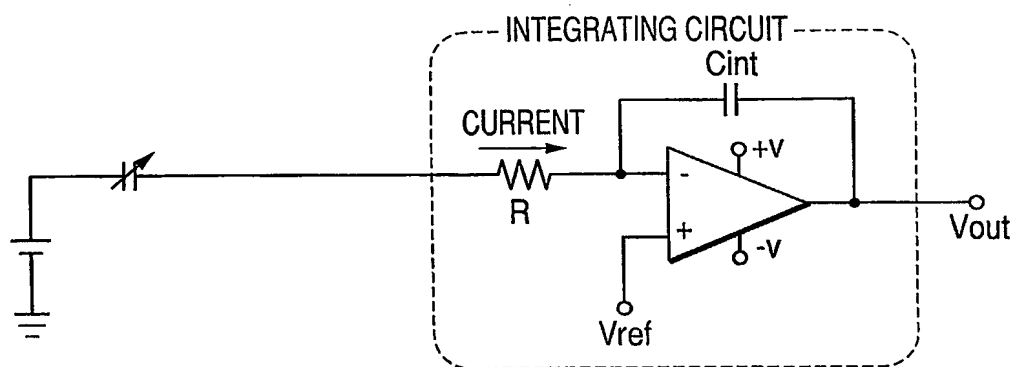 INTEGRATING CIRCUIT
Cint
CURRENT
+V
-
R
+
-V
Vout
Vref